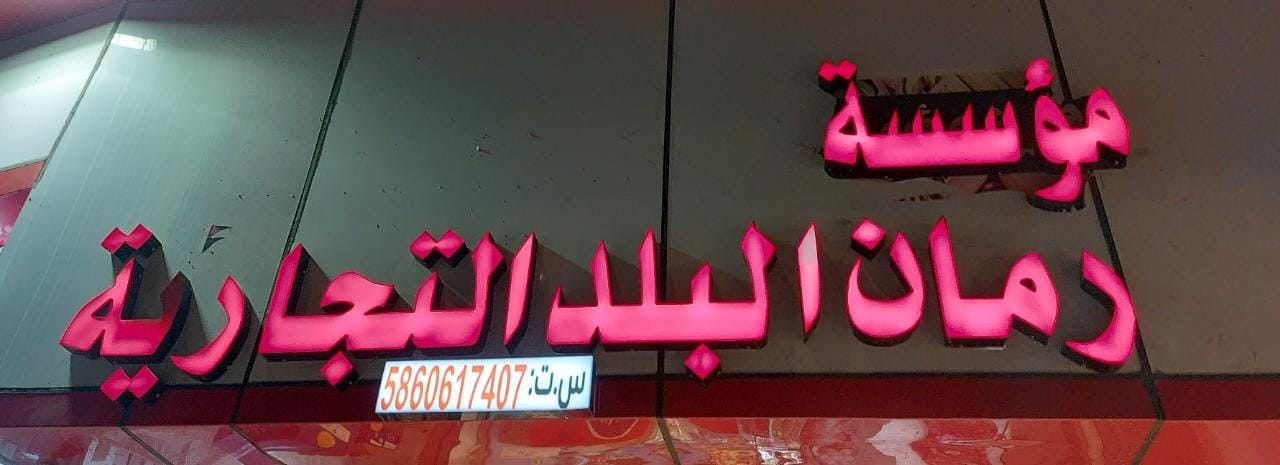 مؤسسة
رمان البلد التجارية
س.ت: 5860617407